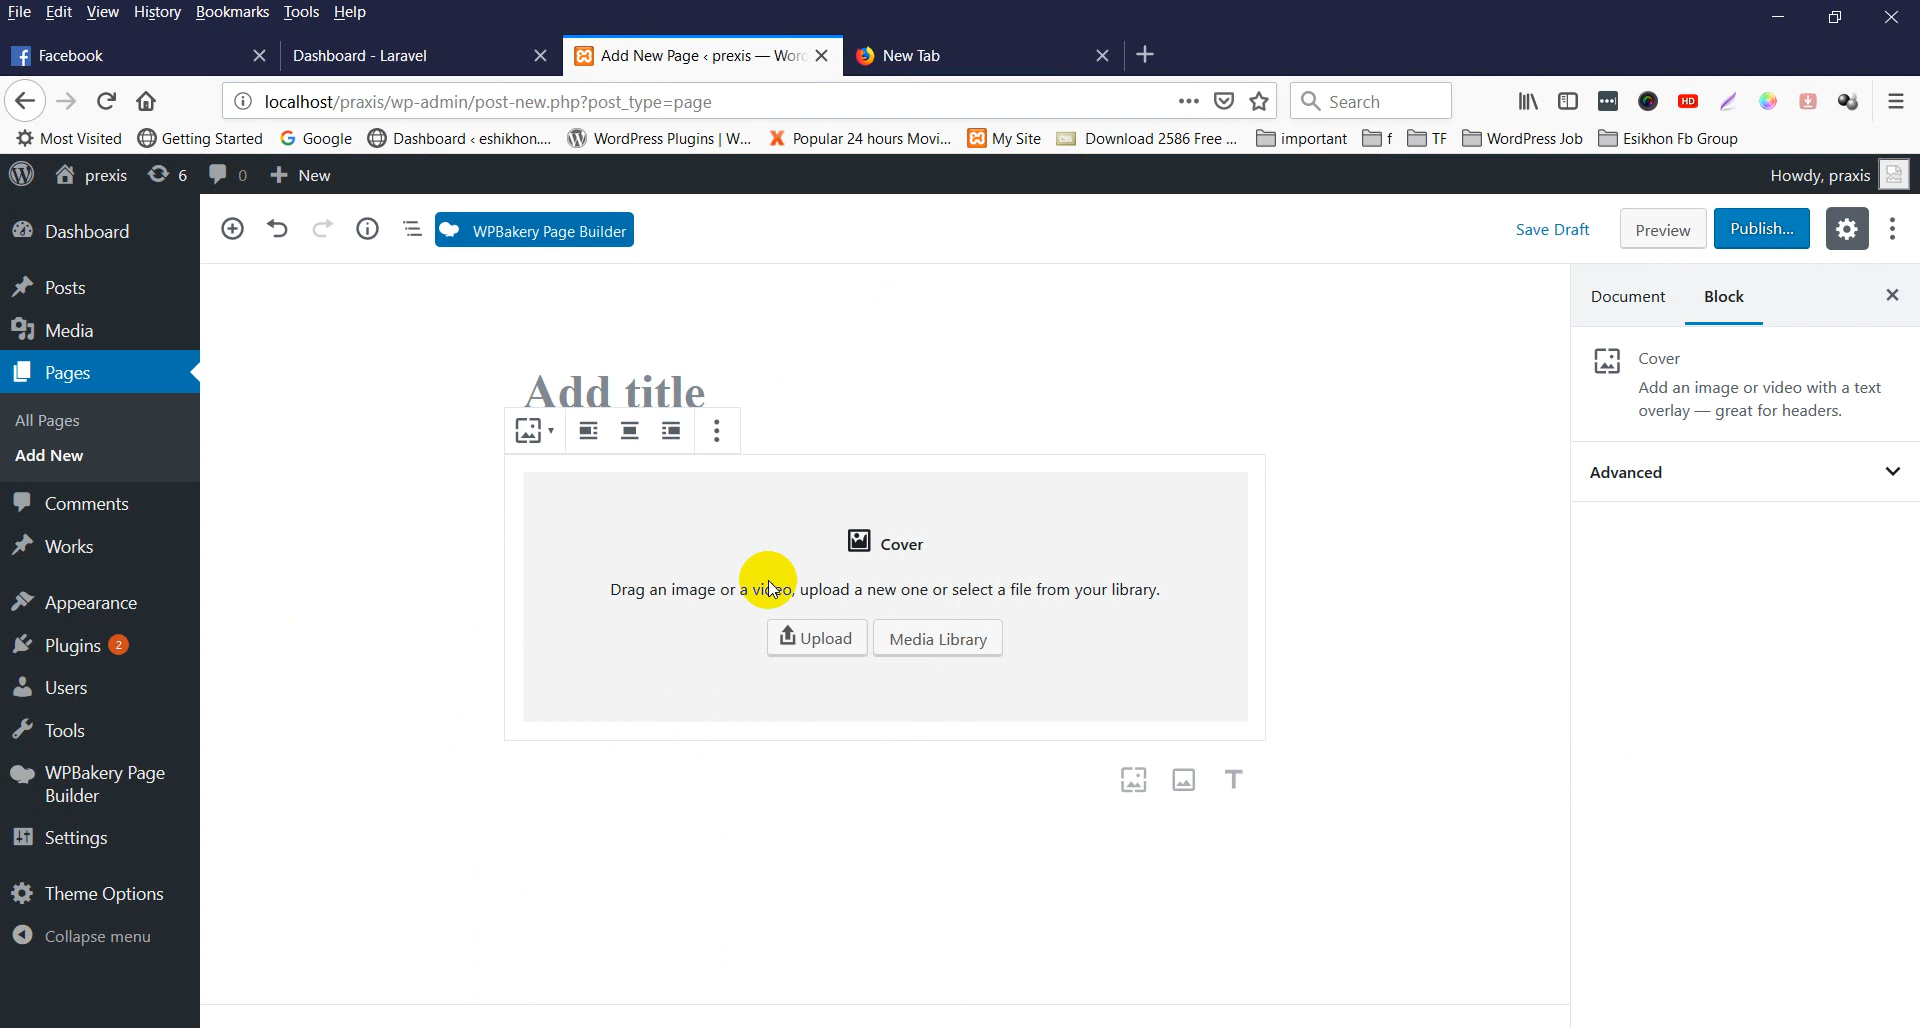 File Edit View History Bookmarks Tools Help
Facebook
Dashboard - Laravel
Add New Page ‹ prexis — Word
New Tab
localhost/praxis/wp-admin/post-new.php?post_type=page
Search
HD
Most Visited
Getting Started
Google
Dashboard ‹ eshikhon....
WordPress Plugins | W...
Popular 24 hours Movi...
My Site
CSS
Download 2586 Free ...
important
f
TF
WordPress Job
Esikhon Fb Group
prexis
6
0
New
Howdy, praxis
Dashboard
Posts
Media
Pages
All Pages
Add New
Comments
Works
Appearance
Plugins 2
Users
Tools
WPBakery Page
Builder
Settings
Theme Options
Collapse menu
WPBakery Page Builder
Save Draft
Preview
Publish...
Add title
Cover
Drag an image or a video, upload a new one or select a file from your library.
Upload
Media Library
Document
Block
Cover
Add an image or video with a text
overlay — great for headers.
Advanced